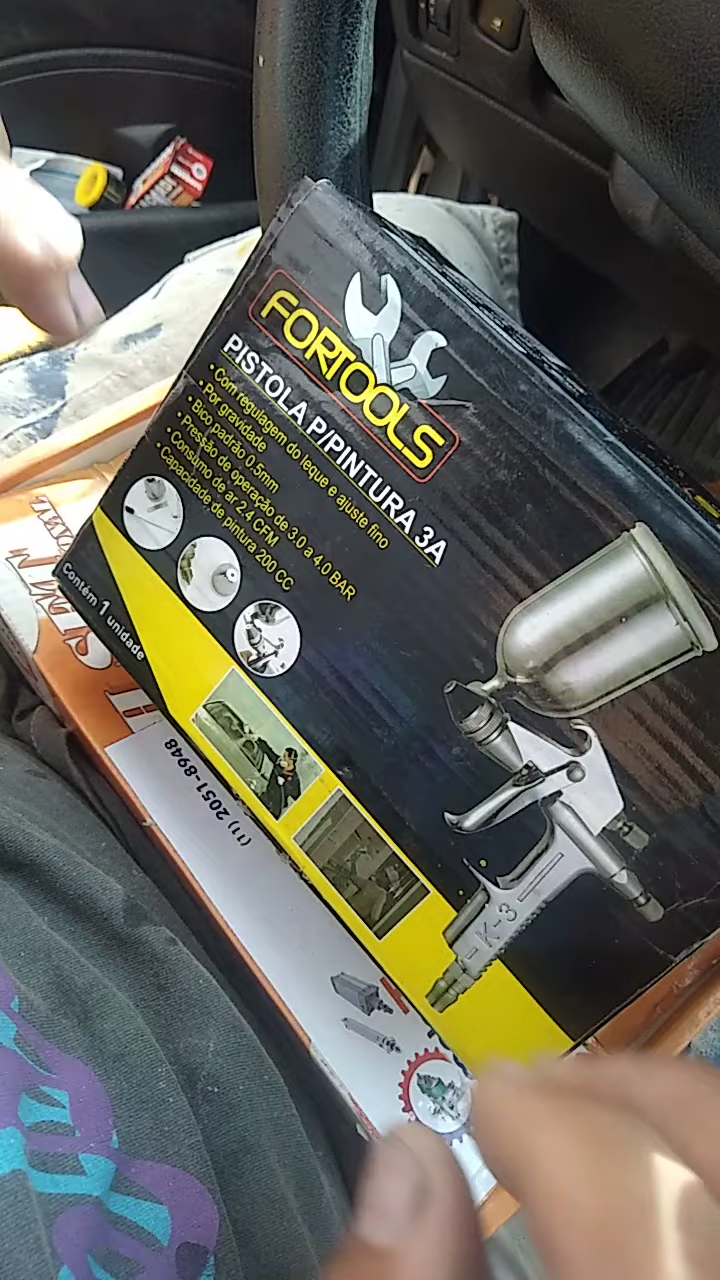 FORTOOLS
PISTOLA P/PINTURA 3A
• Com regulagem do leque e ajuste fino
• Por gravidade
• Bico padrão 0.5mm
• Pressão de operação de 3.0 a 4.0 BAR
• Consumo de ar 2.4 CFM
• Capacidade de pintura 200 CC
Contém 1 unidade
K-3
(11) 2051-8948